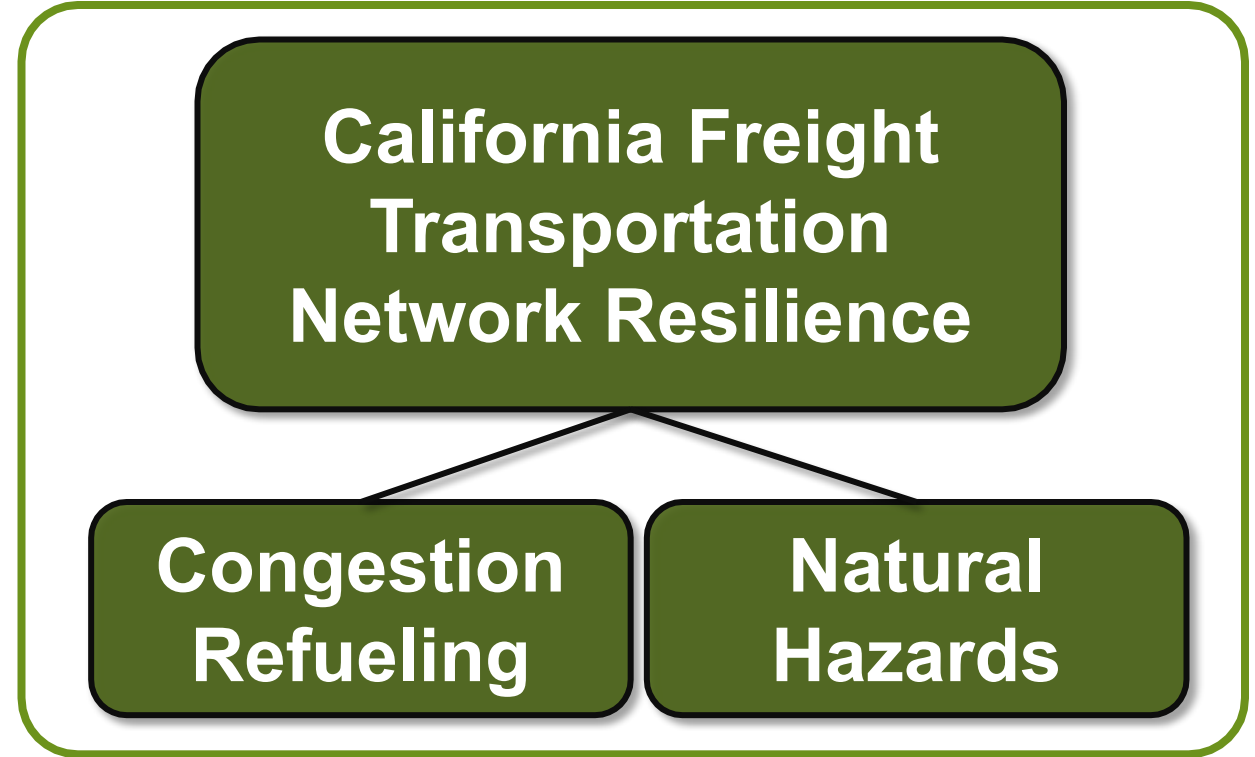 California Freight
Transportation
Network Resilience
Congestion
Refueling
Natural
Hazards